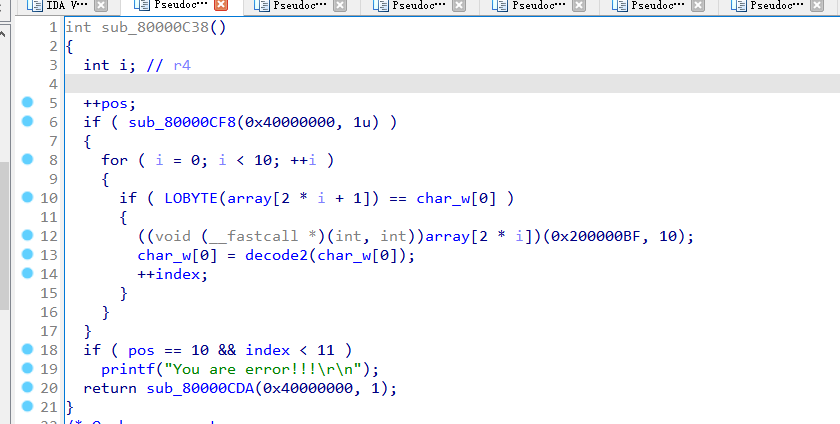 IDA V… Pseudoc… Pseudoc… Pseudoc… Pseudoc… Pseudoc… Pseudoc…
1 int sub_80000C38()
2 {
3 int i; // r4
4
5 ++pos;
6 if ( sub_80000CF8(0x40000000, 1u) )
7 {
8 for ( i = 0; i < 10; ++i )
9 {
10 if ( LOBYTE(array[2 * i + 1]) == char_w[0] )
11 {
12 ((void (__fastcall *)(int, int))array[2 * i])(0x200000BF, 10);
13 char_w[0] = decode2(char_w[0]);
14 ++index;
15 }
16 }
17 }
18 if ( pos == 10 && index < 11 )
19 printf("You are error!!!\r\n");
20 return sub_80000CDA(0x40000000, 1);
21 }